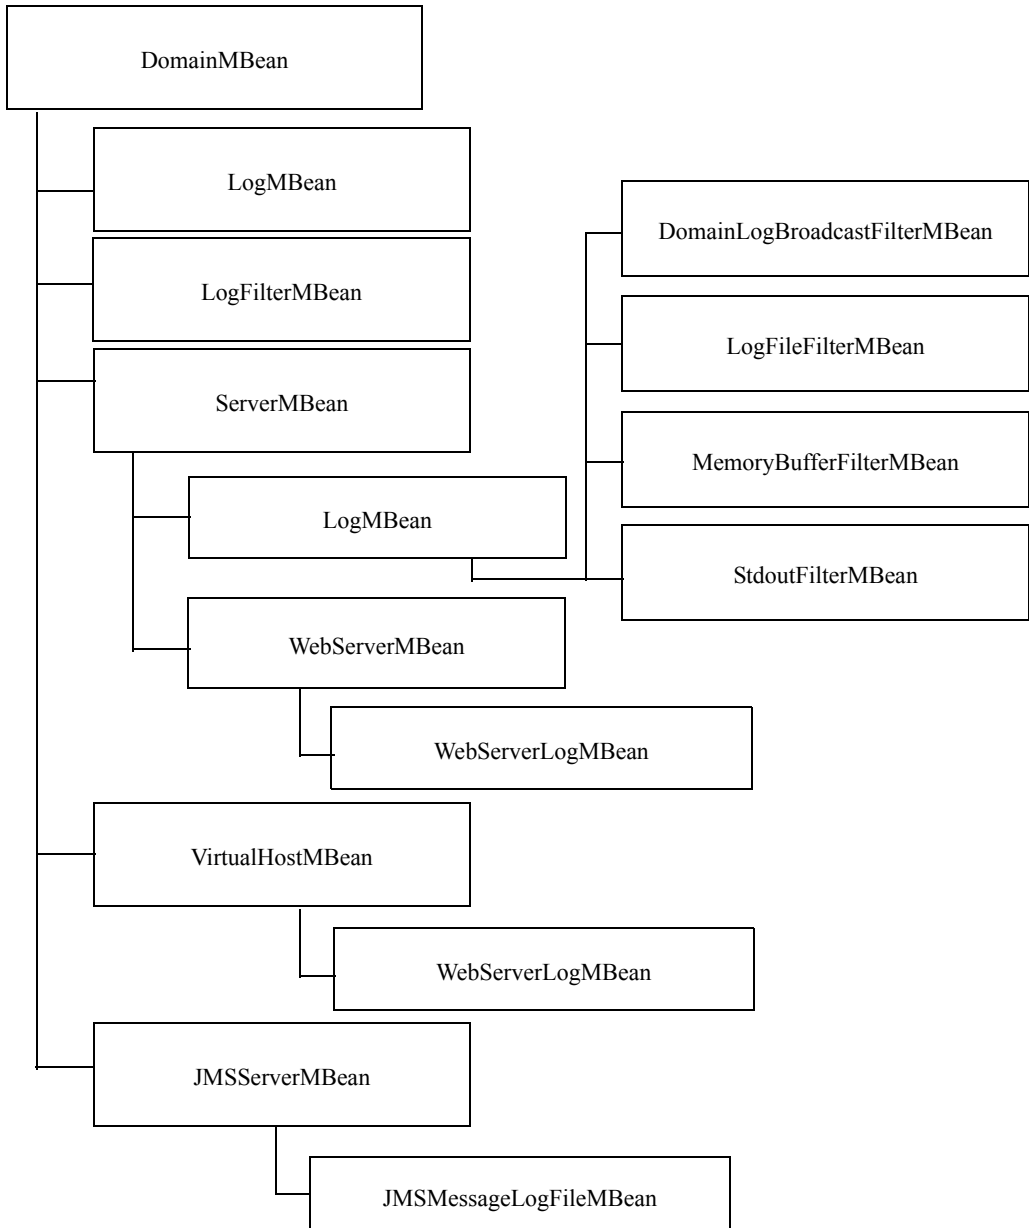 DomainMBean
LogMBean
LogFilterMBean
ServerMBean
LogMBean
DomainLogBroadcastFilterMBean
LogFileFilterMBean
MemoryBufferFilterMBean
StdoutFilterMBean
WebServerMBean
WebServerLogMBean
VirtualHostMBean
WebServerLogMBean
JMSServerMBean
JMSMessageLogFileMBean